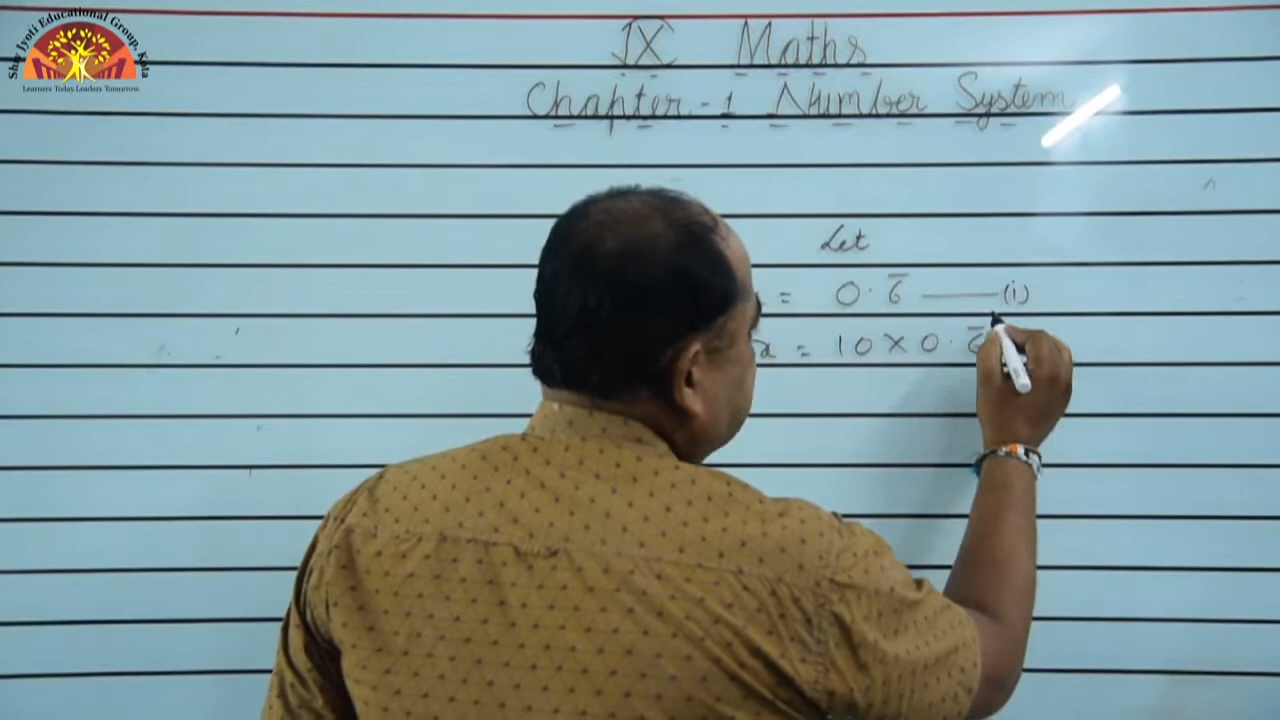 Shiv Jyoti Educational Group, Kota
Learners Today.Leaders Tomorrow.
IX Maths
Chapter-1 Number System
Let
x = 0.6̅ ——— (i)
x = 10 X 0.6̅